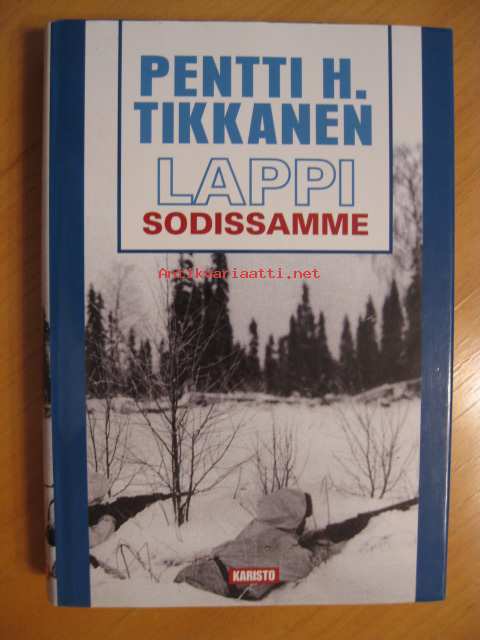 PENTTI H.
TIKKANEN
LAPPI
SODISSAMME
Antikvariaatti.net
KARISTO